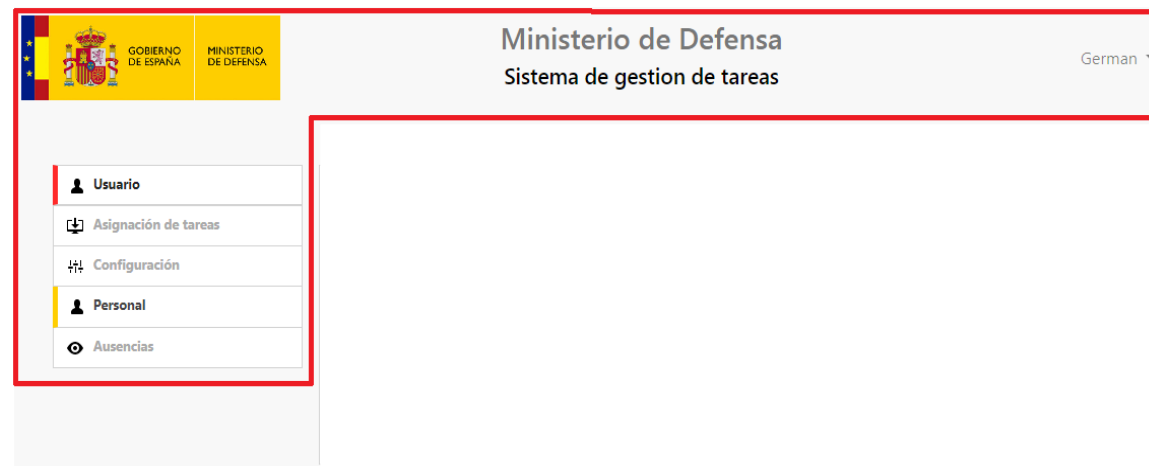 GOBIERNO
DE ESPAÑA
MINISTERIO
DE DEFENSA
Ministerio de Defensa
Sistema de gestion de tareas
German
Usuario
Asignación de tareas
Configuración
Personal
Ausencias